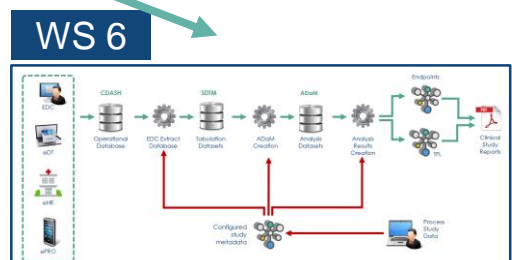 WS 6
Endpoints
CDASH
SDTM
ADaM
EDC
Operational
Database
EDC Extract
Database
Tabulation
Datasets
ADaM
Creation
Analysis
Datasets
Analysis
Results
Creation
TFL
PDF
Clinical
Study
Reports
eDT
eHR
ePRO
Configured
study
metadata
Process
Study
Data